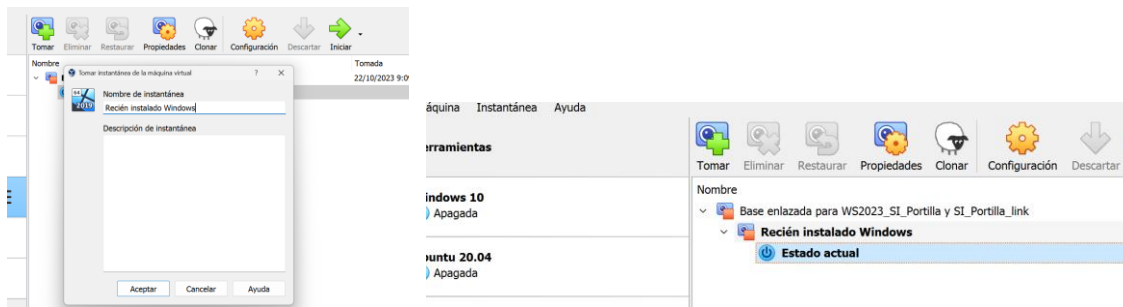 Tomar Eliminar Restaurar Propiedades Clonar Configuración Descartar Iniciar
Nombre Tomada
22/10/2023 9:0
Tomar instantánea de la máquina virtual ? X
2019
Nombre de instantánea
Recién instalado Windows
Descripción de instantánea
Aceptar Cancelar Ayuda
áquina Instantánea Ayuda
erramientas
indows 10
Apagada
untu 20.04
Apagada
Tomar Eliminar Restaurar Propiedades Clonar Configuración Descartar
Nombre
Base enlazada para WS2023_SI_Portilla y SI_Portilla_link
Recién instalado Windows
Estado actual